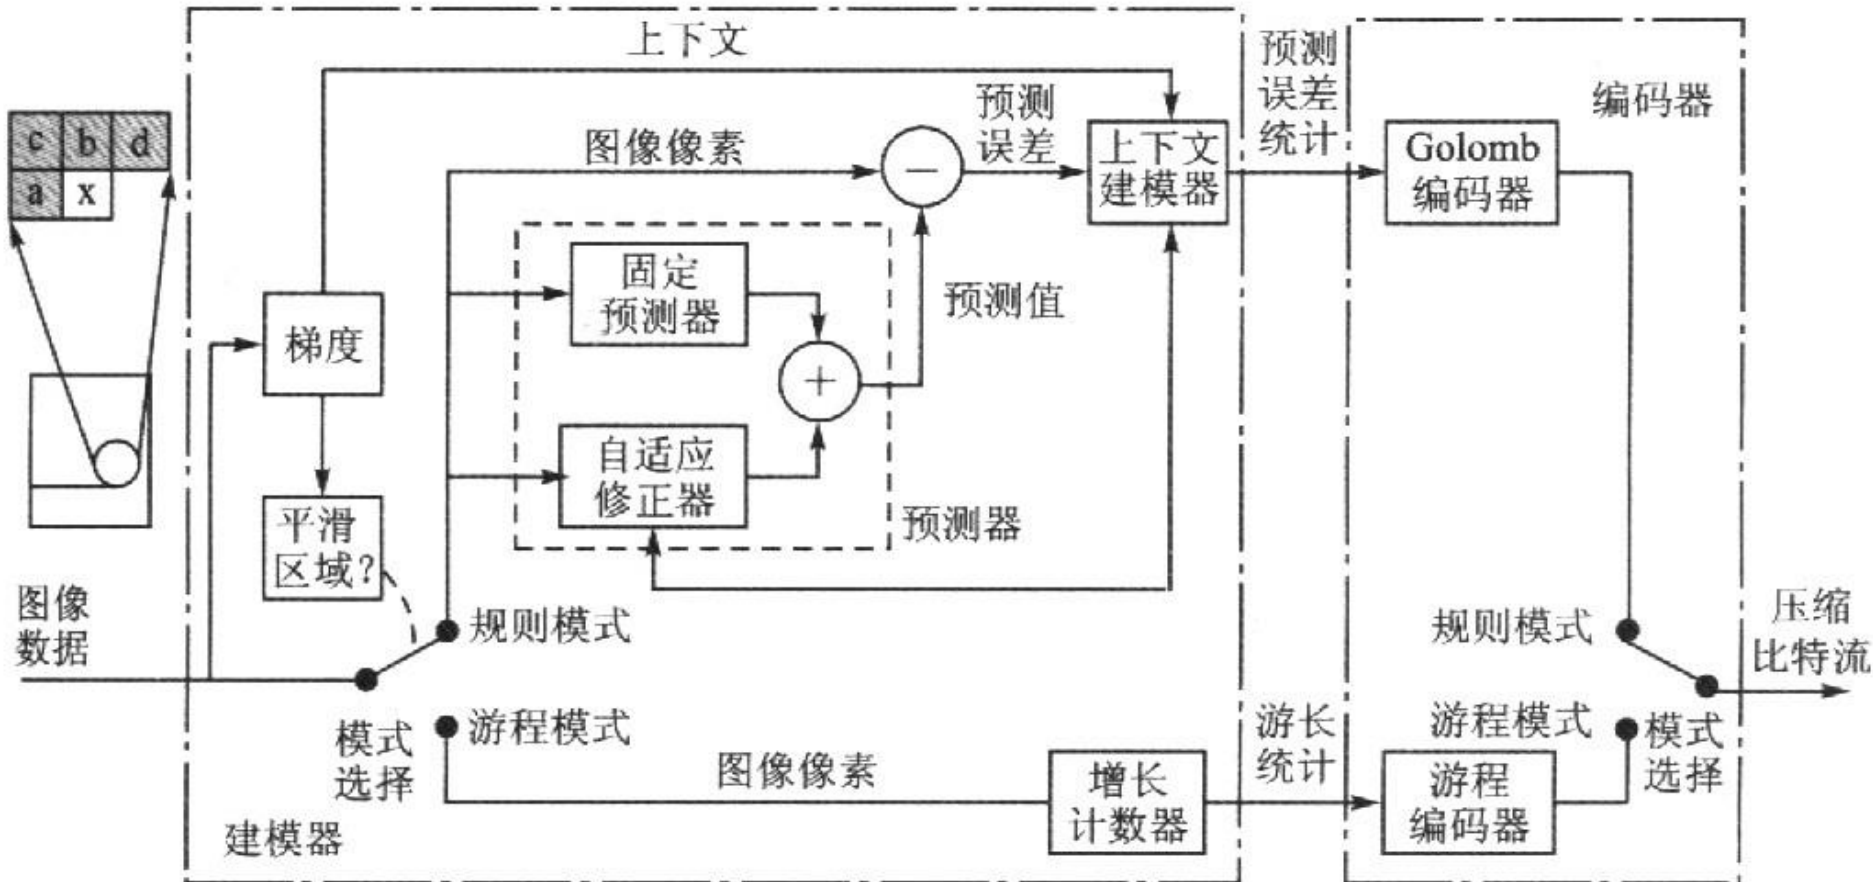 上下文
c b d
a x
图像像素
预测
误差
上下文
建模器
预测
误差
统计
编码器
Golomb
编码器
固定
预测器
预测值
梯度
自适应
修正器
预测器
平滑
区域?
图像
数据
规则模式
游程模式
模式
选择
图像像素
增长
计数器
建模器
游长
统计
游程
编码器
规则模式
游程模式
模式
选择
压缩
比特流